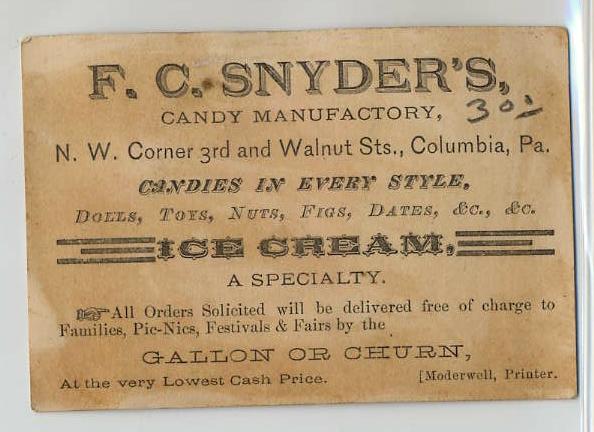 F. C. SNYDER'S,
CANDY MANUFACTORY,
30
N. W. Corner 3rd and Walnut Sts., Columbia, Pa.
CANDIES IN EVERY STYLE,
DOLLS, TOYS, NUTS, FIGS, DATES, &C., &C.
ICE CREAM,
A SPECIALTY.
☞All Orders Solicited will be delivered free of charge to
Families, Pic-Nics, Festivals & Fairs by the
GALLON OR CHURN,
At the very Lowest Cash Price. [Moderwell, Printer.